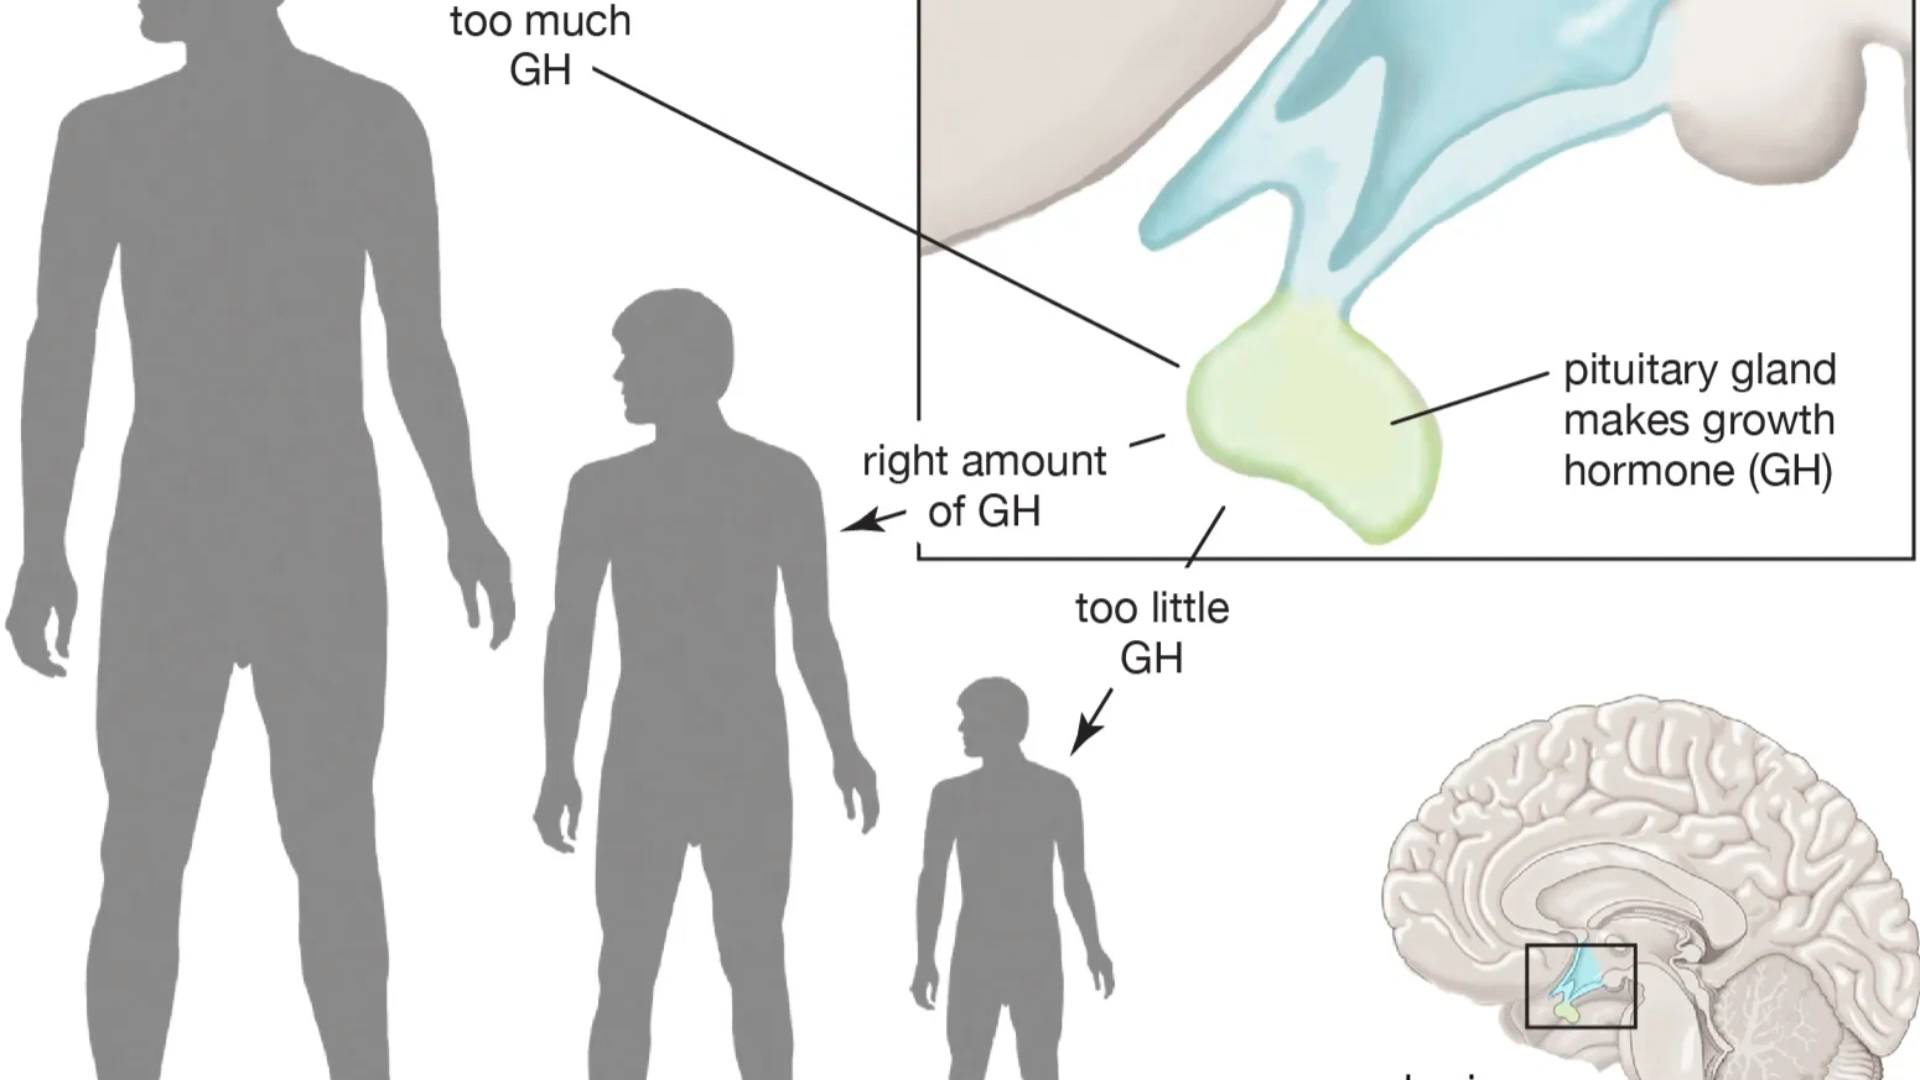 too much
GH
pituitary gland
makes growth
hormone (GH)
right amount
of GH
too little
GH